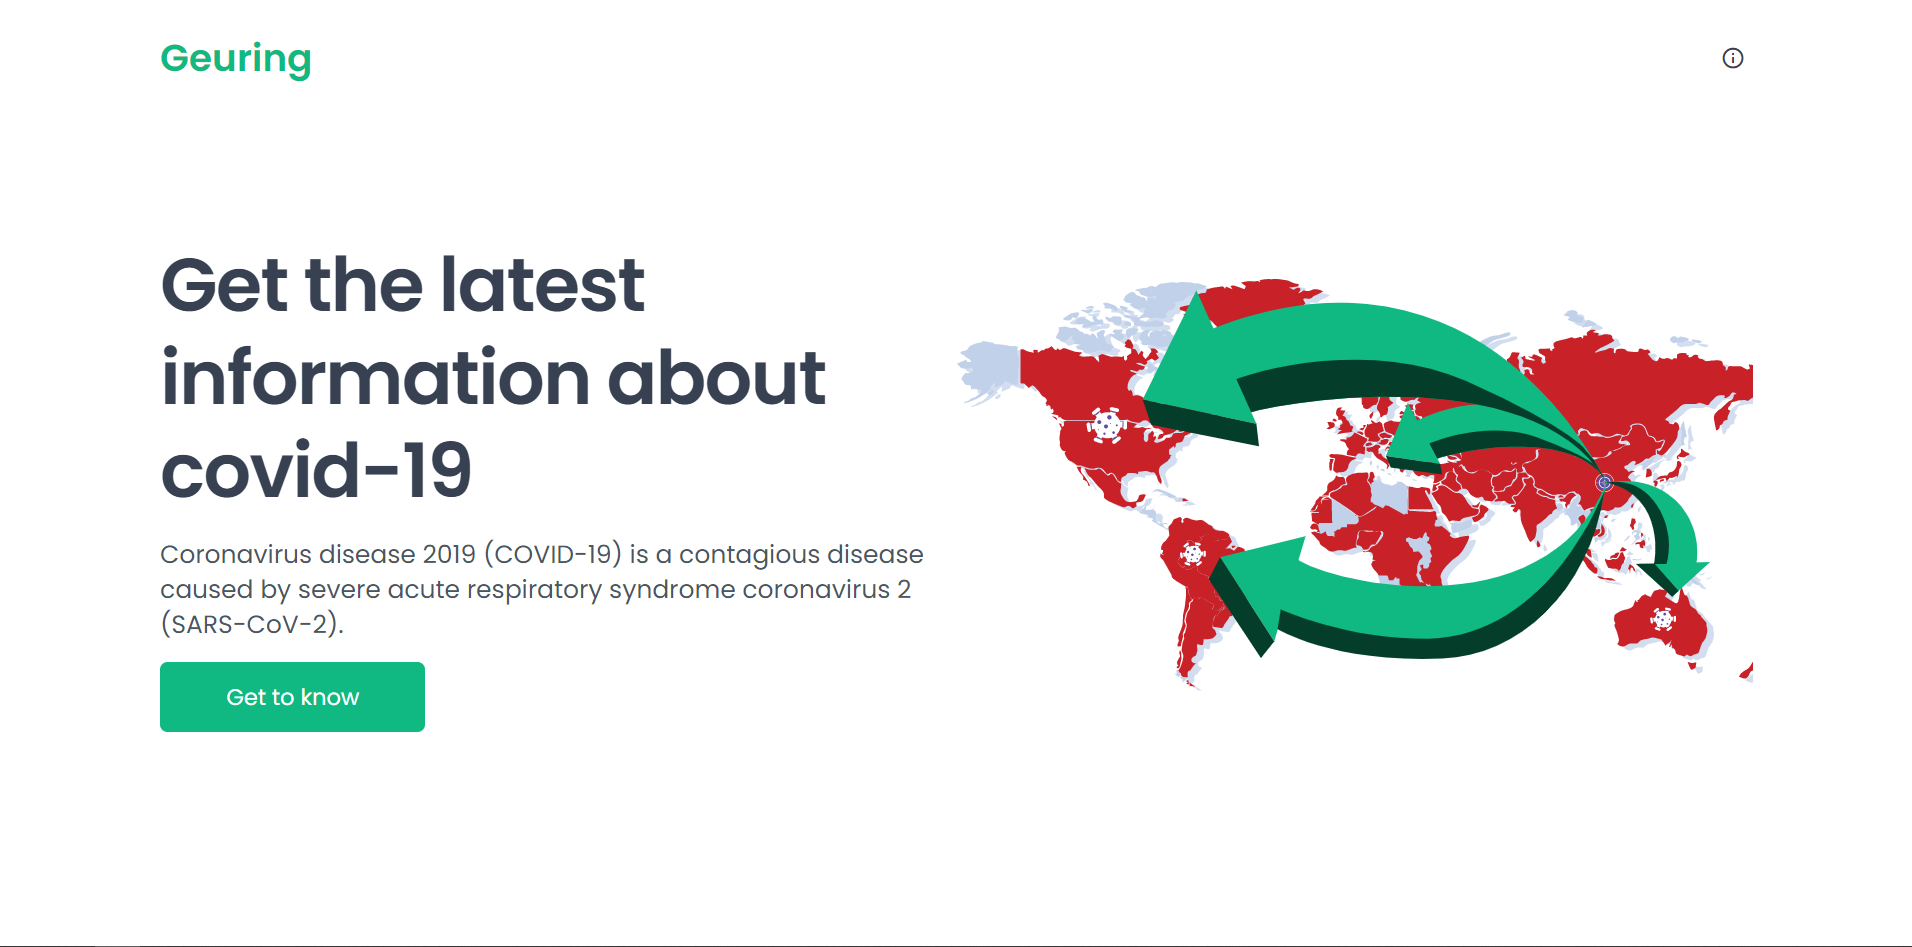 Geuring
Get the latest
information about
covid-19
Coronavirus disease 2019 (COVID-19) is a contagious disease
caused by severe acute respiratory syndrome coronavirus 2
(SARS-CoV-2).
Get to know